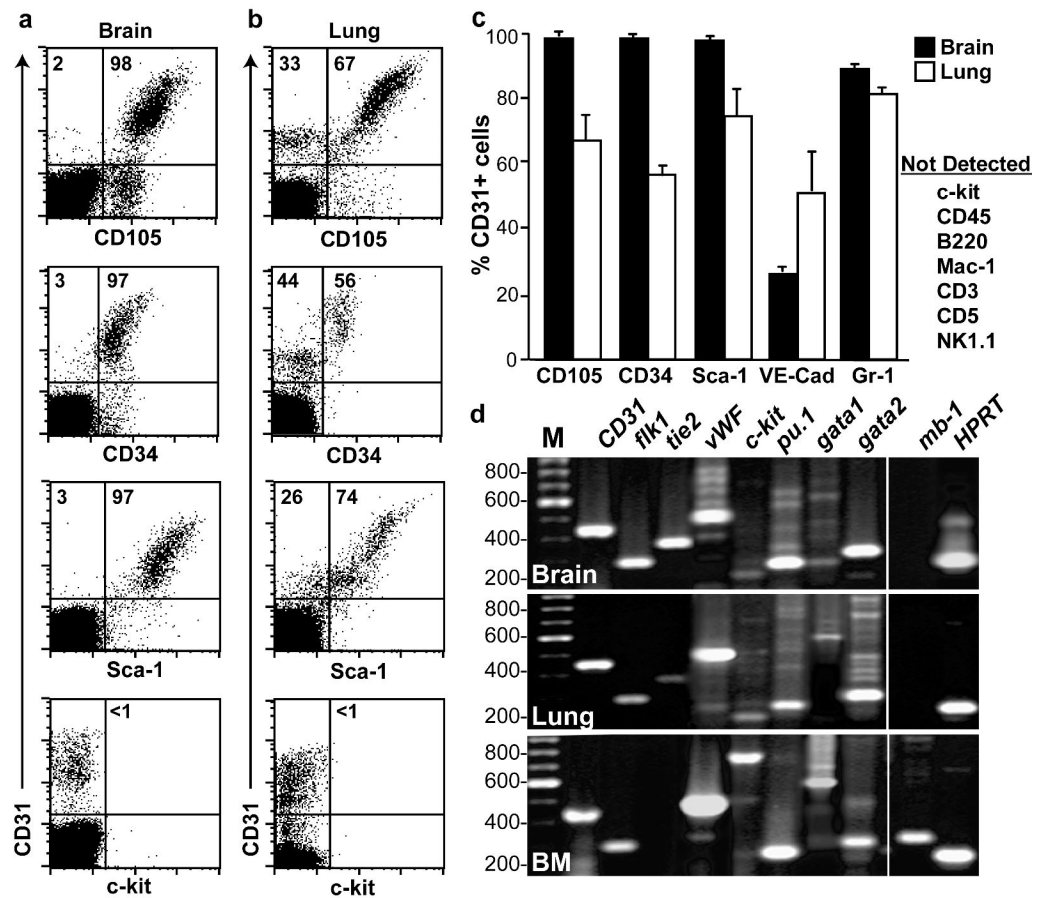 a
Brain
2
98
CD105
3
97
CD34
3
97
Sca-1
<1
CD31
c-kit
b
Lung
33
67
CD105
44
56
CD34
26
74
Sca-1
<1
CD31
c-kit
c
% CD31+ cells
100
80
60
40
20
0
CD105 CD34 Sca-1 VE-Cad Gr-1
Brain
Lung
Not Detected
c-kit
CD45
B220
Mac-1
CD3
CD5
NK1.1
d
M CD31 flk1 tie2 vWF c-kit pu.1 gata1 gata2 mb-1 HPRT
800-
600-
400-
200-
Brain
800-
600-
400-
200-
Lung
800-
600-
400-
200-
BM